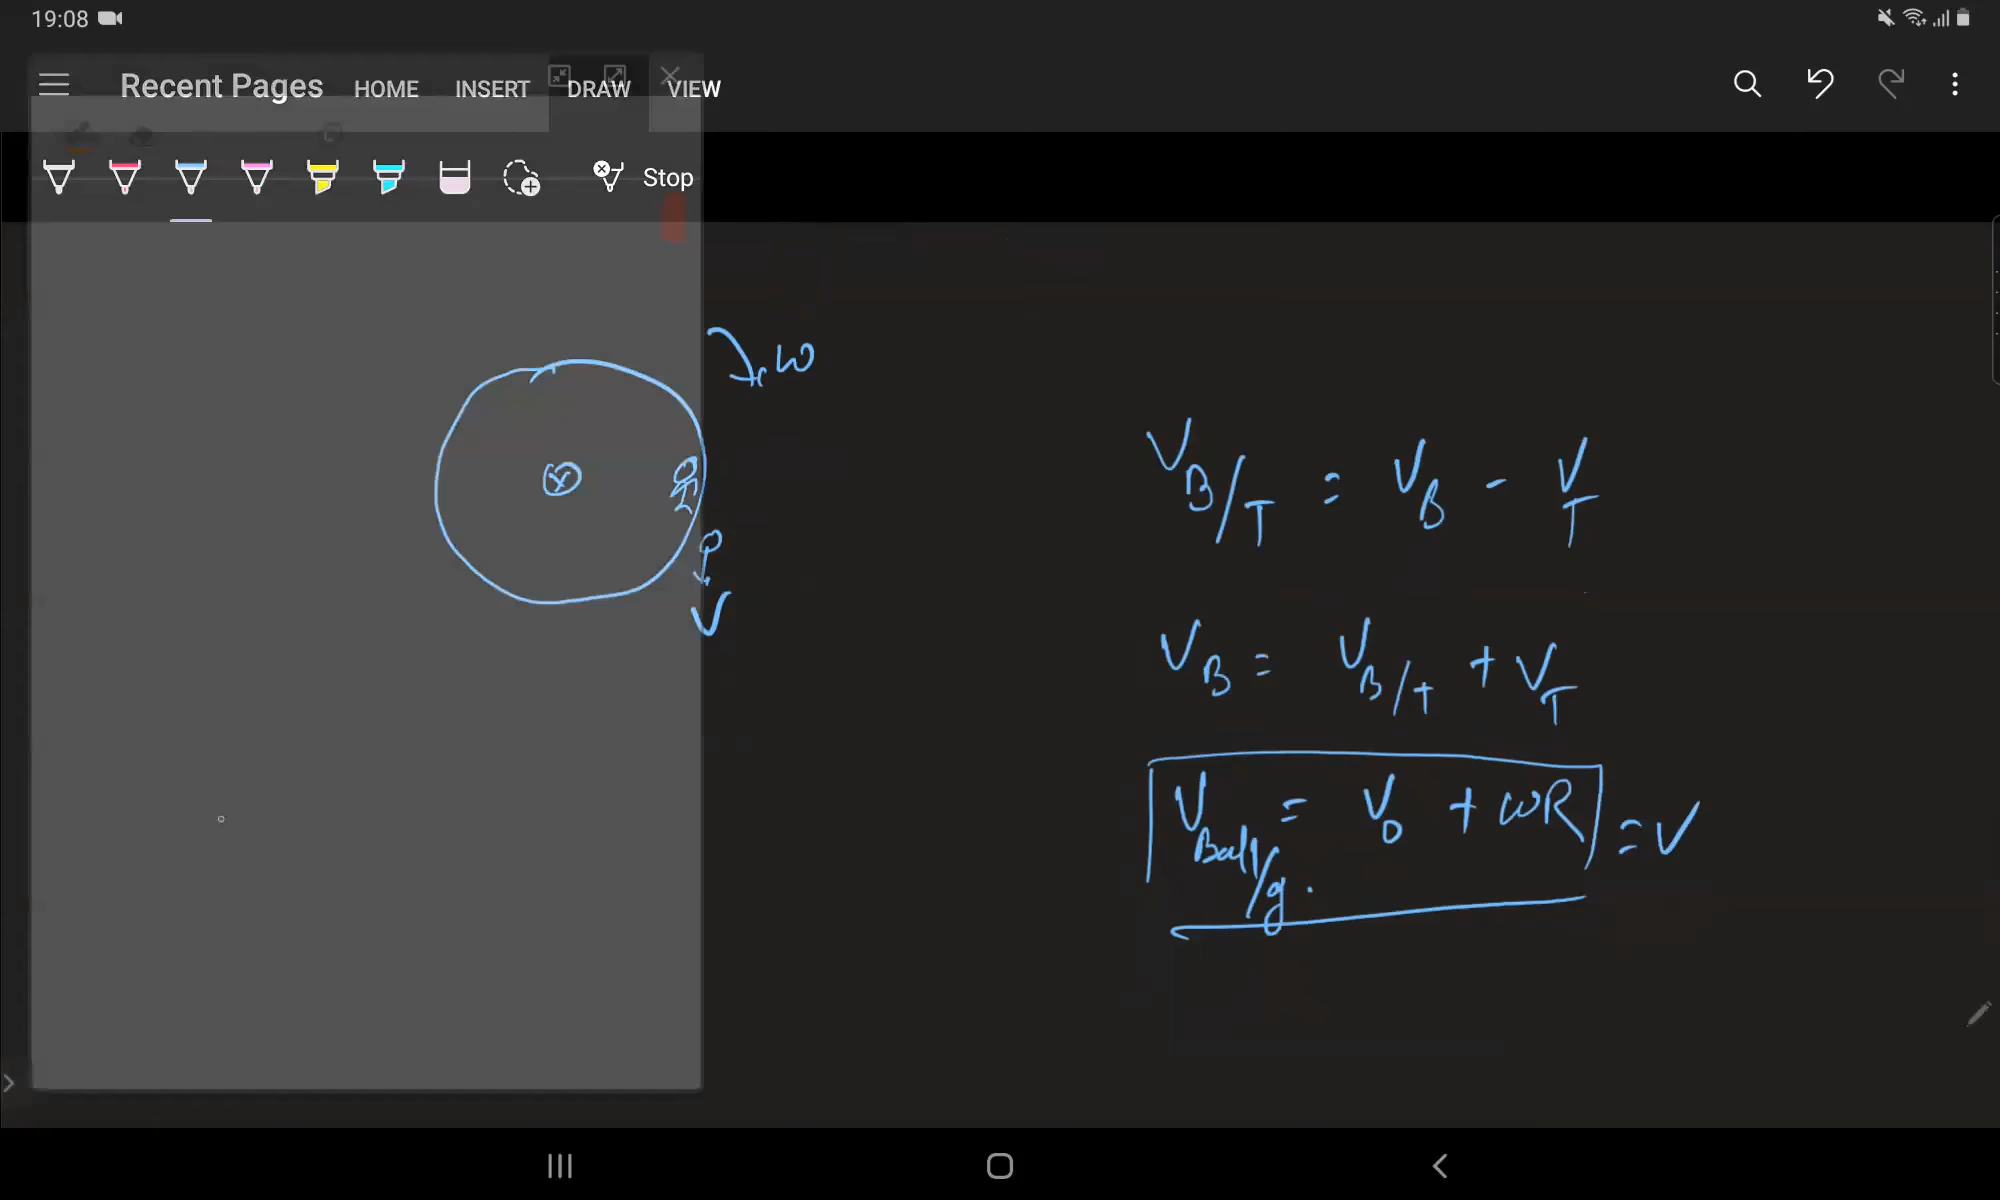 19:08
Recent Pages HOME INSERT DRAW VIEW
Stop
ω
V
V_B/T = V_B - V_T
V_B = V_B/T + V_T
V_Ball/g. = V_0 + ωR = V